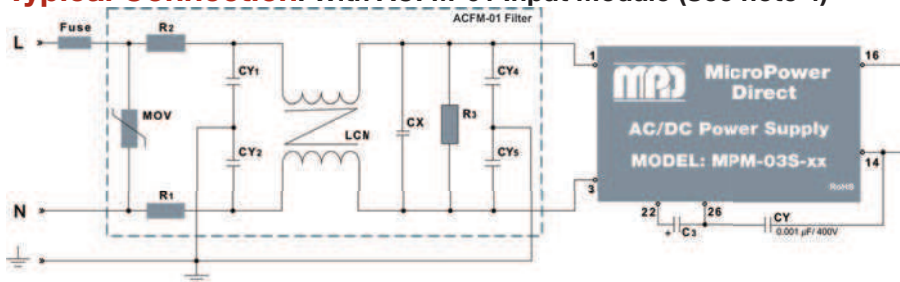 Typical Connection: With ACFM-01 Input Module (See note 4)
ACFM-01 Filter
L
Fuse
R2
CY1
CY4
1
16
MPD
MicroPower
Direct
MOV
LCM
CX
R3
AC/DC Power Supply
CY2
CY5
MODEL: MPM-03S-xx
14
RoHS
N
R1
3
22
26
+
C3
CY
0.001 µF/ 400V